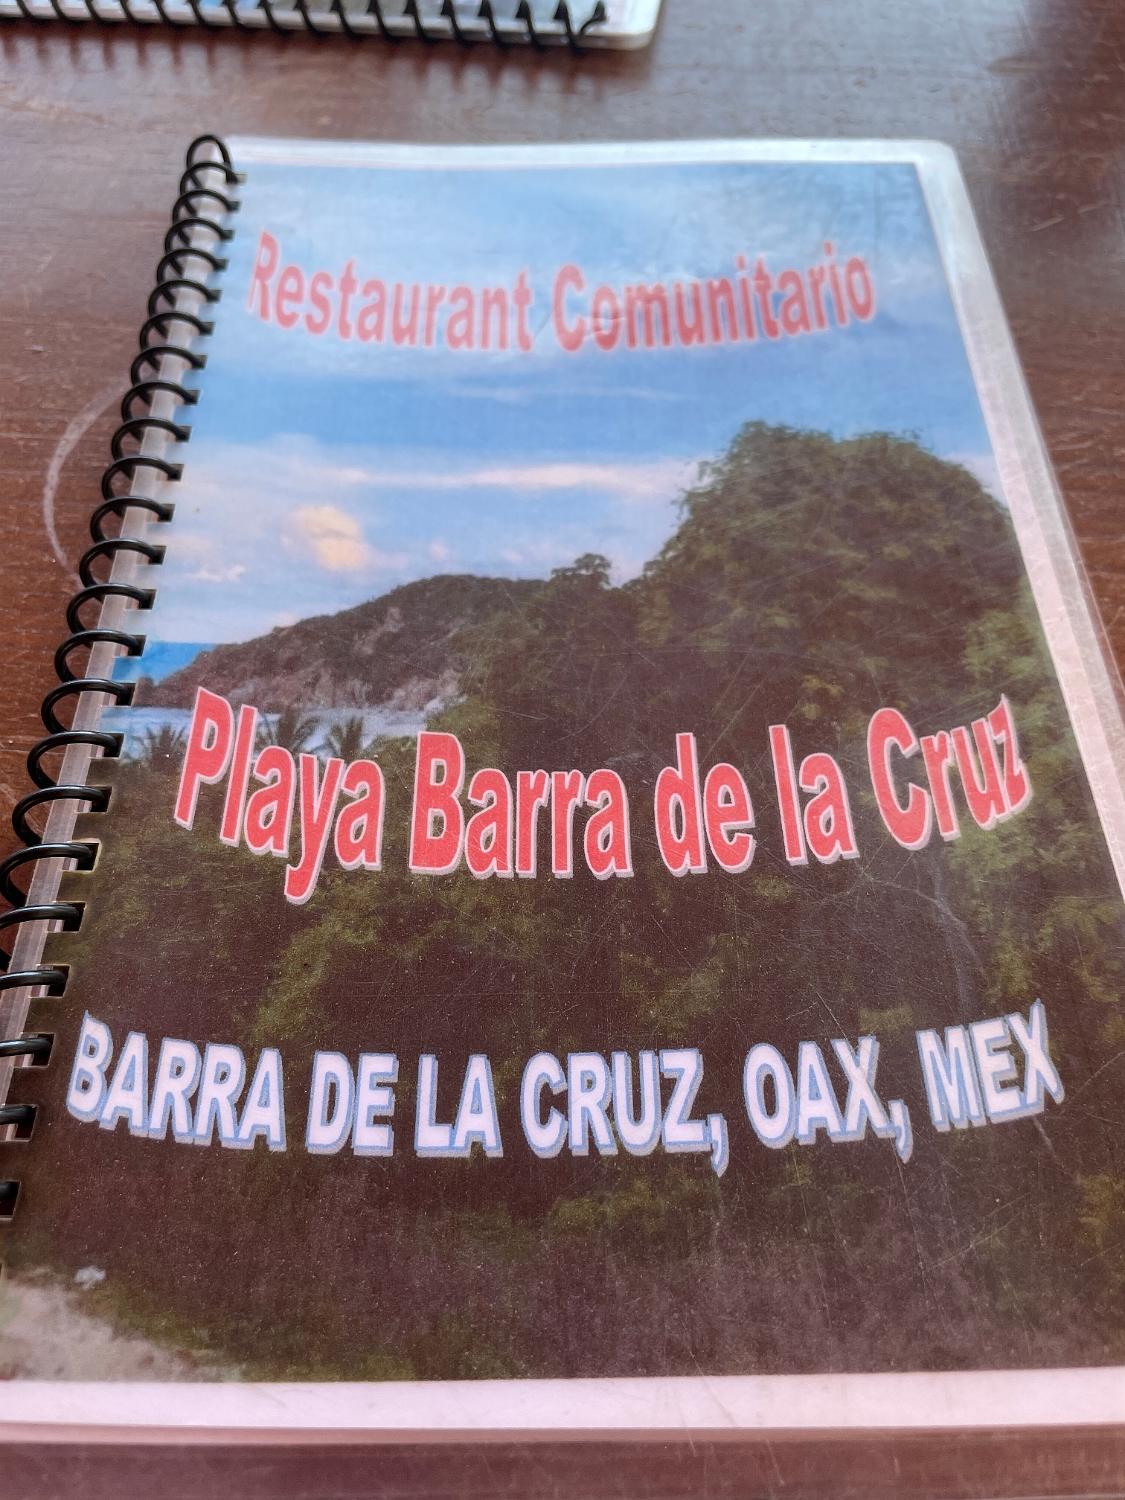 Restaurant Comunitario
Playa Barra de la Cruz
BARRA DE LA CRUZ, OAX, MEX